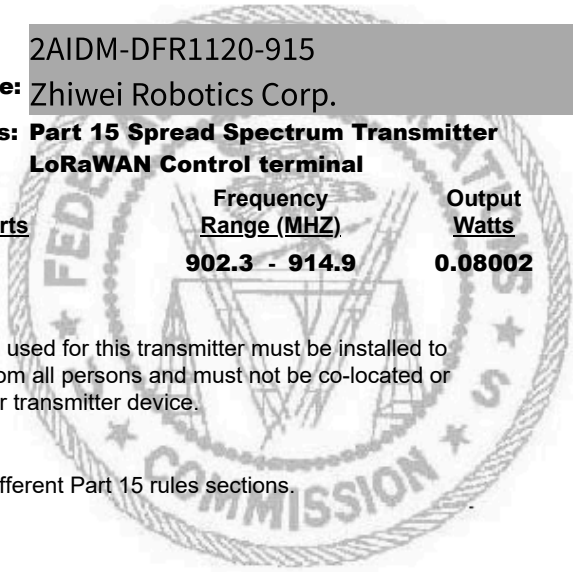 2AIDM-DFR1120-915
e: Zhiwei Robotics Corp.
s: Part 15 Spread Spectrum Transmitter
LoRaWAN Control terminal
Frequency Output
rts Range (MHZ) Watts
902.3 - 914.9 0.08002
used for this transmitter must be installed to
om all persons and must not be co-located or
r transmitter device.
fferent Part 15 rules sections.
COMMISSION